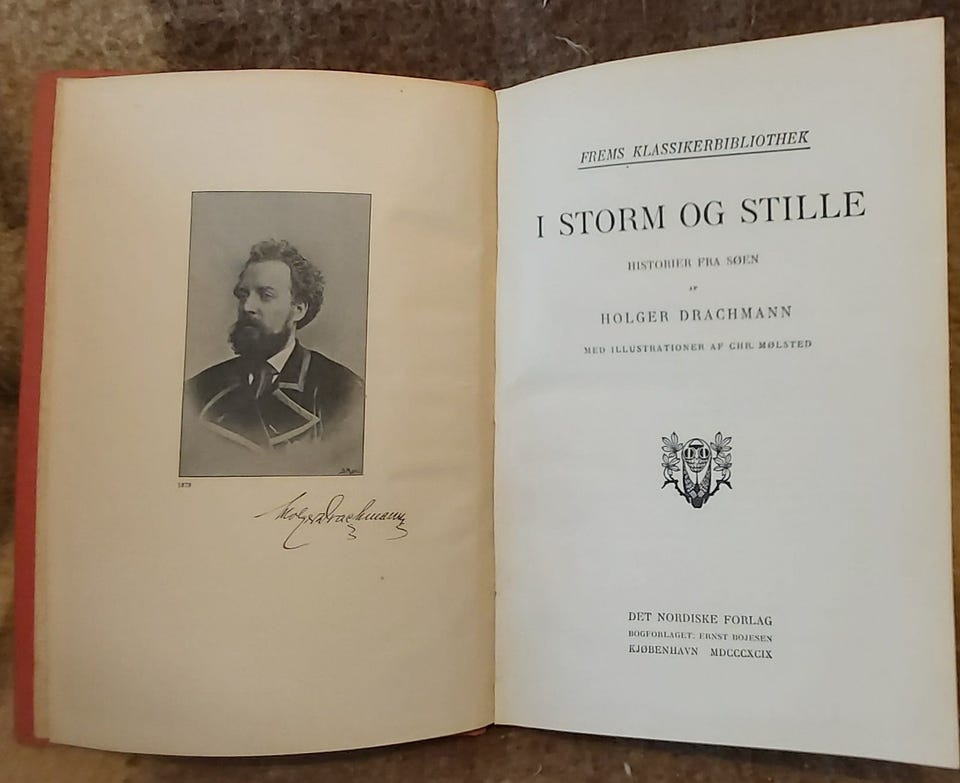 1879
Holger Drachmann
FREMS KLASSIKERBIBLIOTHEK
I STORM OG STILLE
HISTORIER FRA SØEN
AF
HOLGER DRACHMANN
MED ILLUSTRATIONER AF CHR. MØLSTED
DET NORDISKE FORLAG
BOGFORLAGET: ERNST BOJESEN
KJØBENHAVN MDCCCXCIX